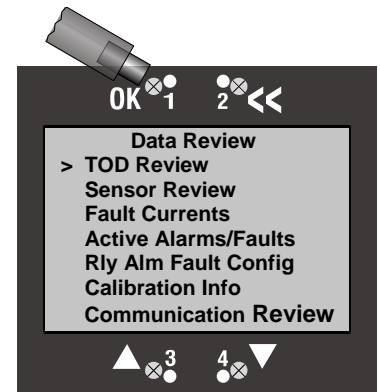 OK 1 2 <<
Data Review
> TOD Review
Sensor Review
Fault Currents
Active Alarms/Faults
Rly Alm Fault Config
Calibration Info
Communication Review
3 4